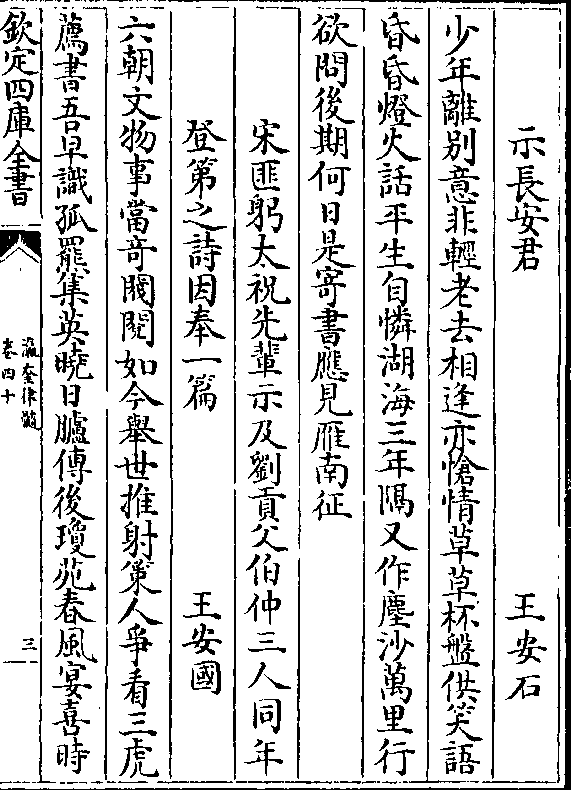 示長安君　王安石
少年離别意非輕老去相逢亦愴情草草杯盤供笑語
昏昏燈火話平生自憐湖海三年隔又作塵沙萬里行
欲問後期何日是寄書應見雁南征
宋匪躬太祝先輩示及劉貢父伯仲三人同年
登第之詩因奉一篇　王安國
六朝文物事當奇閥閱如今舉世推射策人爭看三虎
薦書吾早識孤羆集英曉日臚傳後瓊苑春風宴喜時
欽定四庫全書
瀛奎律髓
卷四十
三